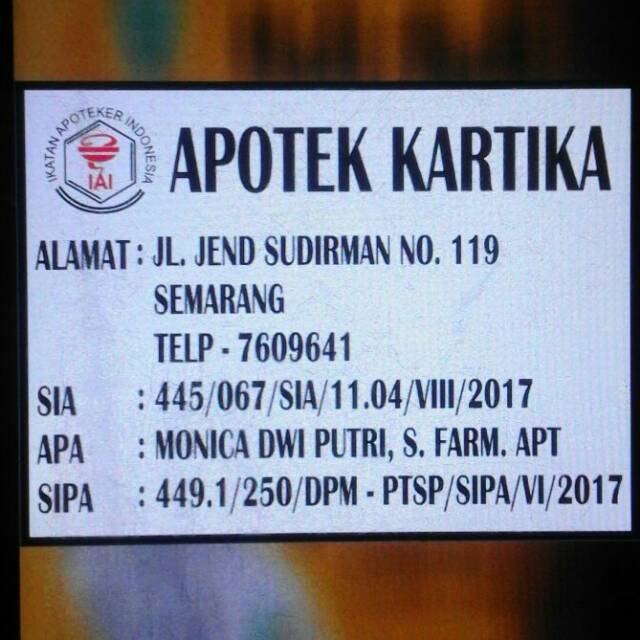 IKATAN APOTEKER INDONESIA
IAI
APOTEK KARTIKA
ALAMAT : JL. JEND SUDIRMAN NO. 119
SEMARANG
TELP - 7609641
SIA : 445/067/SIA/11.04/VIII/2017
APA : MONICA DWI PUTRI, S. FARM. APT
SIPA : 449.1/250/DPM - PTSP/SIPA/VI/2017